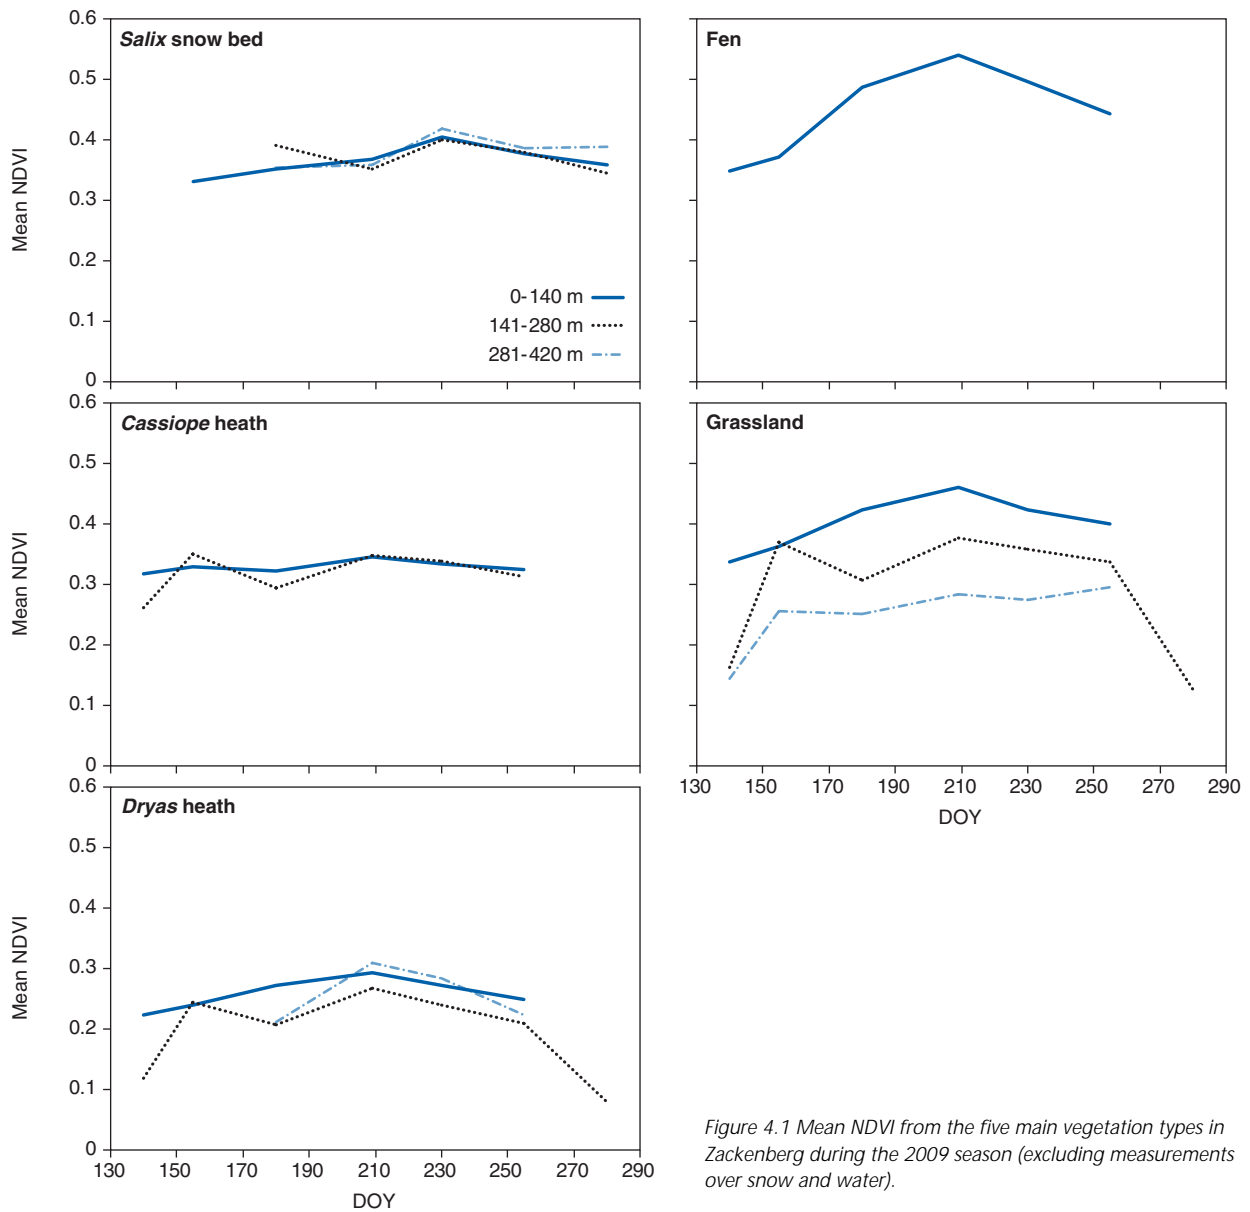 Salix snow bed
0.6
0.5
0.4
0.3
0.2
0.1
0
Mean NDVI
0-140 m
141-280 m
281-420 m
Fen
Cassiope heath
0.6
0.5
0.4
0.3
0.2
0.1
0
Mean NDVI
Grassland
130 150 170 190 210 230 250 270 290
DOY
Dryas heath
0.6
0.5
0.4
0.3
0.2
0.1
0
Mean NDVI
130 150 170 190 210 230 250 270 290
DOY
Figure 4.1 Mean NDVI from the five main vegetation types in
Zackenberg during the 2009 season (excluding measurements
over snow and water).